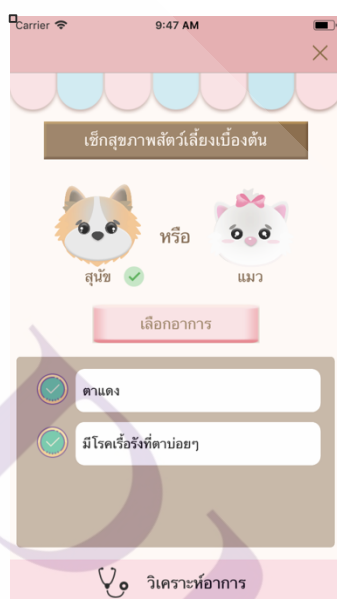 Carrier 9:47 AM
เช็กสุขภาพสัตว์เลี้ยงเบื้องต้น
หรือ
สุนัข แมว
เลือกอาการ
ตาแดง
มีโรคเรื้อรังที่ตาบ่อยๆ
วิเคราะห์อาการ